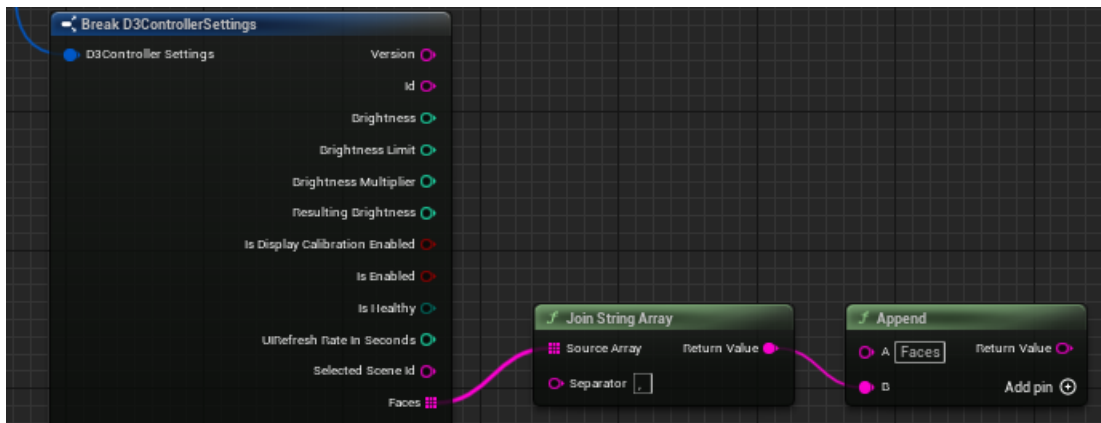 Break D3ControllerSettings
D3Controller Settings
Version
Id
Brightness
Brightness Limit
Brightness Multiplier
Resulting Brightness
Is Display Calibration Enabled
Is Enabled
Is Healthy
UIRefresh Rate In Seconds
Selected Scene Id
Faces
f Join String Array
Source Array
Return Value
Separator ,
f Append
A Faces
Return Value
B
Add pin